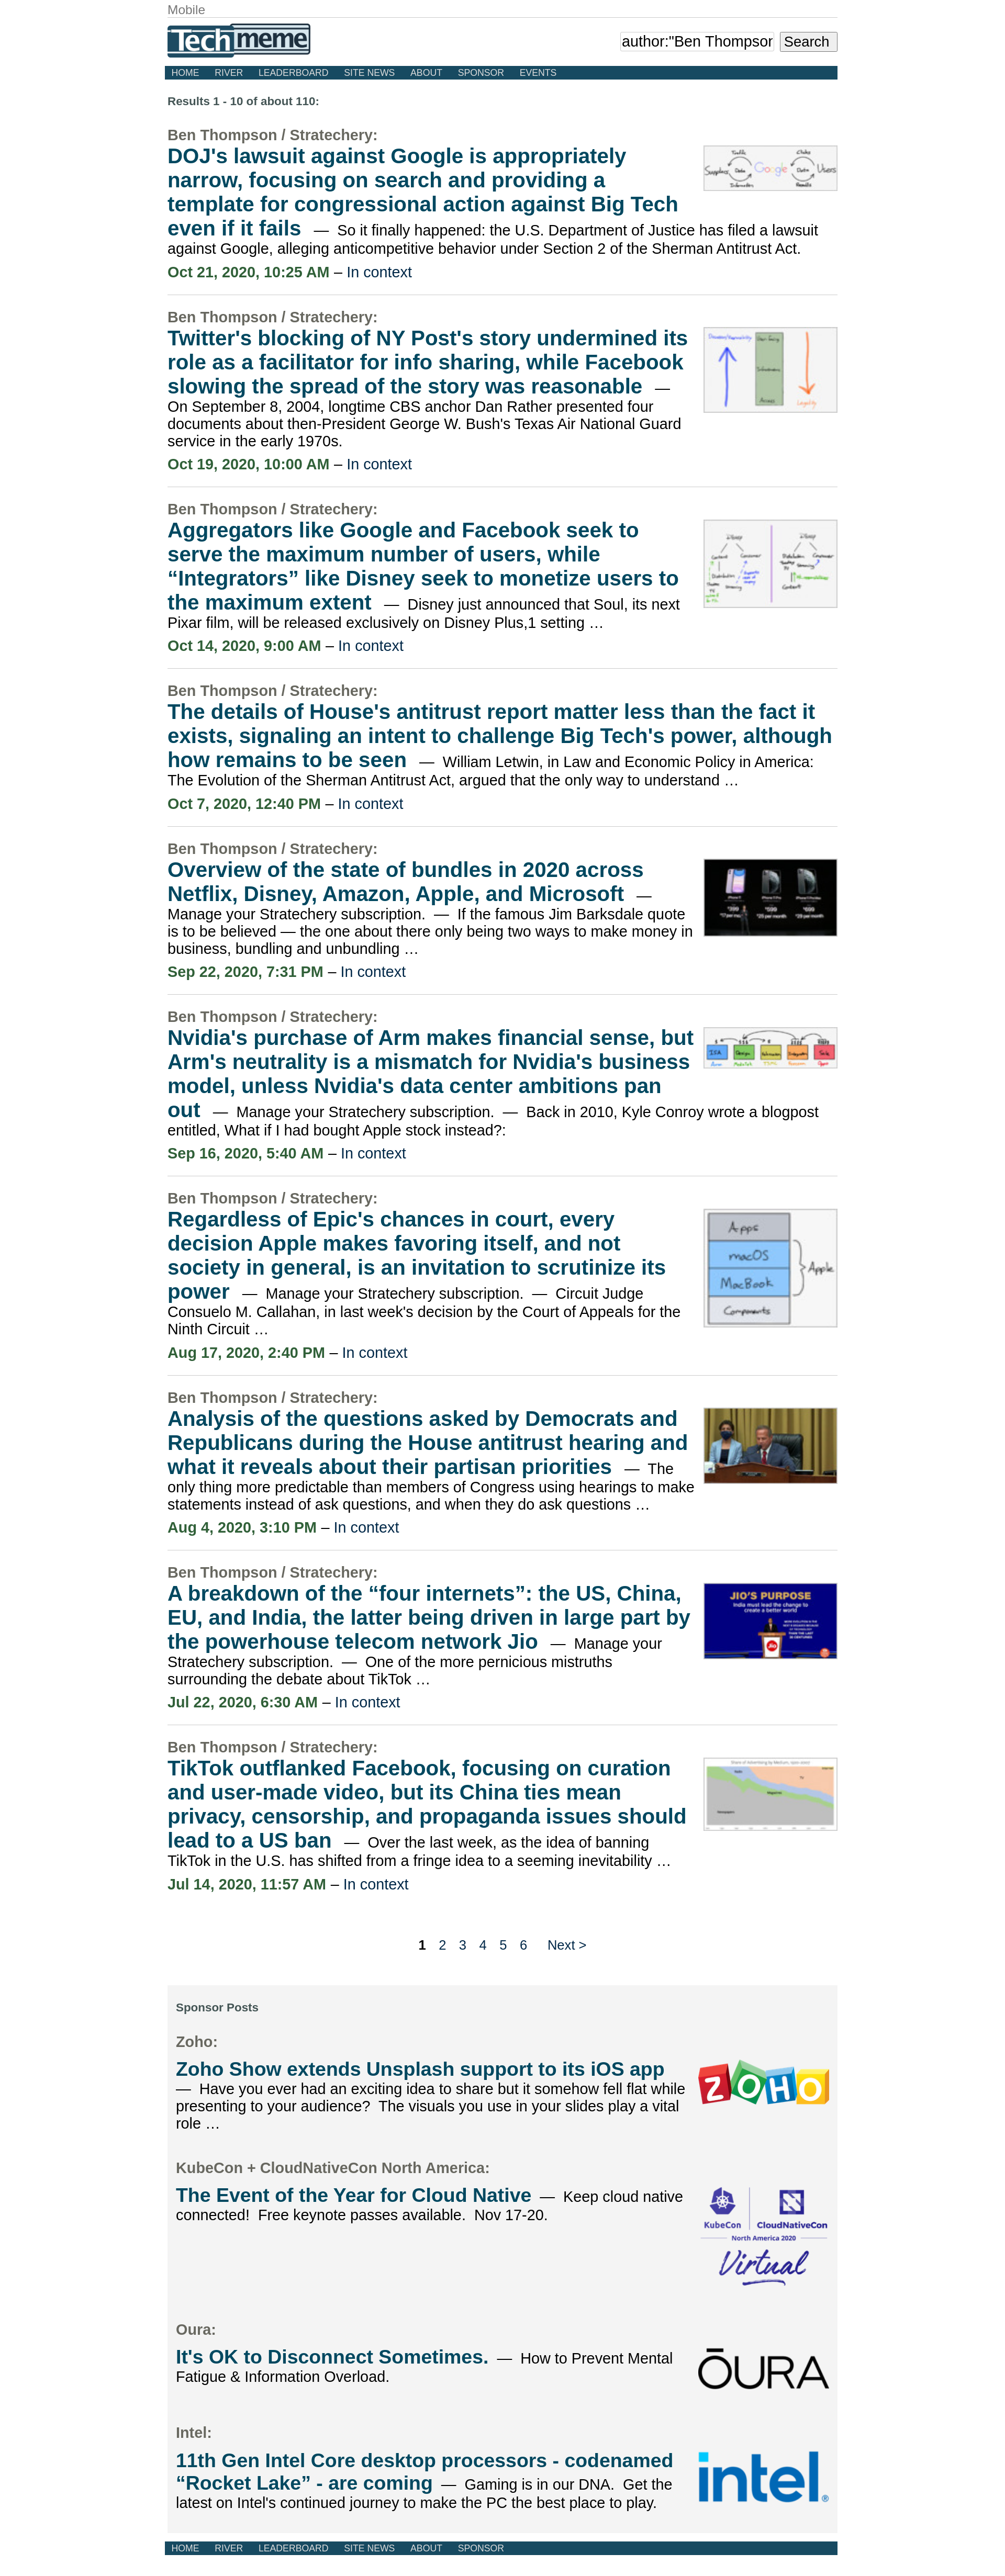 Mobile
Techmeme
author:"Ben Thompson
Search
HOME RIVER LEADERBOARD SITE NEWS ABOUT SPONSOR EVENTS
Results 1 - 10 of about 110:
Ben Thompson / Stratechery:
DOJ's lawsuit against Google is appropriately
narrow, focusing on search and providing a
template for congressional action against Big Tech
even if it fails — So it finally happened: the U.S. Department of Justice has filed a lawsuit
against Google, alleging anticompetitive behavior under Section 2 of the Sherman Antitrust Act.
Oct 21, 2020, 10:25 AM – In context
Ben Thompson / Stratechery:
Twitter's blocking of NY Post's story undermined its
role as a facilitator for info sharing, while Facebook
slowing the spread of the story was reasonable —
On September 8, 2004, longtime CBS anchor Dan Rather presented four
documents about then-President George W. Bush's Texas Air National Guard
service in the early 1970s.
Oct 19, 2020, 10:00 AM – In context
Ben Thompson / Stratechery:
Aggregators like Google and Facebook seek to
serve the maximum number of users, while
“Integrators” like Disney seek to monetize users to
the maximum extent — Disney just announced that Soul, its next
Pixar film, will be released exclusively on Disney Plus,1 setting …
Oct 14, 2020, 9:00 AM – In context
Ben Thompson / Stratechery:
The details of House's antitrust report matter less than the fact it
exists, signaling an intent to challenge Big Tech's power, although
how remains to be seen — William Letwin, in Law and Economic Policy in America:
The Evolution of the Sherman Antitrust Act, argued that the only way to understand …
Oct 7, 2020, 12:40 PM – In context
Ben Thompson / Stratechery:
Overview of the state of bundles in 2020 across
Netflix, Disney, Amazon, Apple, and Microsoft —
Manage your Stratechery subscription. — If the famous Jim Barksdale quote
is to be believed — the one about there only being two ways to make money in
business, bundling and unbundling …
Sep 22, 2020, 7:31 PM – In context
Ben Thompson / Stratechery:
Nvidia's purchase of Arm makes financial sense, but
Arm's neutrality is a mismatch for Nvidia's business
model, unless Nvidia's data center ambitions pan
out — Manage your Stratechery subscription. — Back in 2010, Kyle Conroy wrote a blogpost
entitled, What if I had bought Apple stock instead?:
Sep 16, 2020, 5:40 AM – In context
Ben Thompson / Stratechery:
Regardless of Epic's chances in court, every
decision Apple makes favoring itself, and not
society in general, is an invitation to scrutinize its
power — Manage your Stratechery subscription. — Circuit Judge
Consuelo M. Callahan, in last week's decision by the Court of Appeals for the
Ninth Circuit …
Apps
macOS
MacBook
Components
Apple
Aug 17, 2020, 2:40 PM – In context
Ben Thompson / Stratechery:
Analysis of the questions asked by Democrats and
Republicans during the House antitrust hearing and
what it reveals about their partisan priorities — The
only thing more predictable than members of Congress using hearings to make
statements instead of ask questions, and when they do ask questions …
Aug 4, 2020, 3:10 PM – In context
Ben Thompson / Stratechery:
A breakdown of the “four internets”: the US, China,
EU, and India, the latter being driven in large part by
the powerhouse telecom network Jio — Manage your
Stratechery subscription. — One of the more pernicious mistruths
surrounding the debate about TikTok …
JIO'S PURPOSE
India must lead the change to
create a better world
Jio
Jul 22, 2020, 6:30 AM – In context
Ben Thompson / Stratechery:
TikTok outflanked Facebook, focusing on curation
and user-made video, but its China ties mean
privacy, censorship, and propaganda issues should
lead to a US ban — Over the last week, as the idea of banning
TikTok in the U.S. has shifted from a fringe idea to a seeming inevitability …
Jul 14, 2020, 11:57 AM – In context
1 2 3 4 5 6 Next >
Sponsor Posts
Zoho:
Zoho Show extends Unsplash support to its iOS app
— Have you ever had an exciting idea to share but it somehow fell flat while
presenting to your audience? The visuals you use in your slides play a vital
role …
ZOHO
KubeCon + CloudNativeCon North America:
The Event of the Year for Cloud Native — Keep cloud native
connected! Free keynote passes available. Nov 17-20.
KubeCon CloudNativeCon
North America 2020
Virtual
Oura:
It's OK to Disconnect Sometimes. — How to Prevent Mental
Fatigue & Information Overload.
ŌURA
Intel:
11th Gen Intel Core desktop processors - codenamed
“Rocket Lake” - are coming — Gaming is in our DNA. Get the
latest on Intel's continued journey to make the PC the best place to play.
intel®
HOME RIVER LEADERBOARD SITE NEWS ABOUT SPONSOR